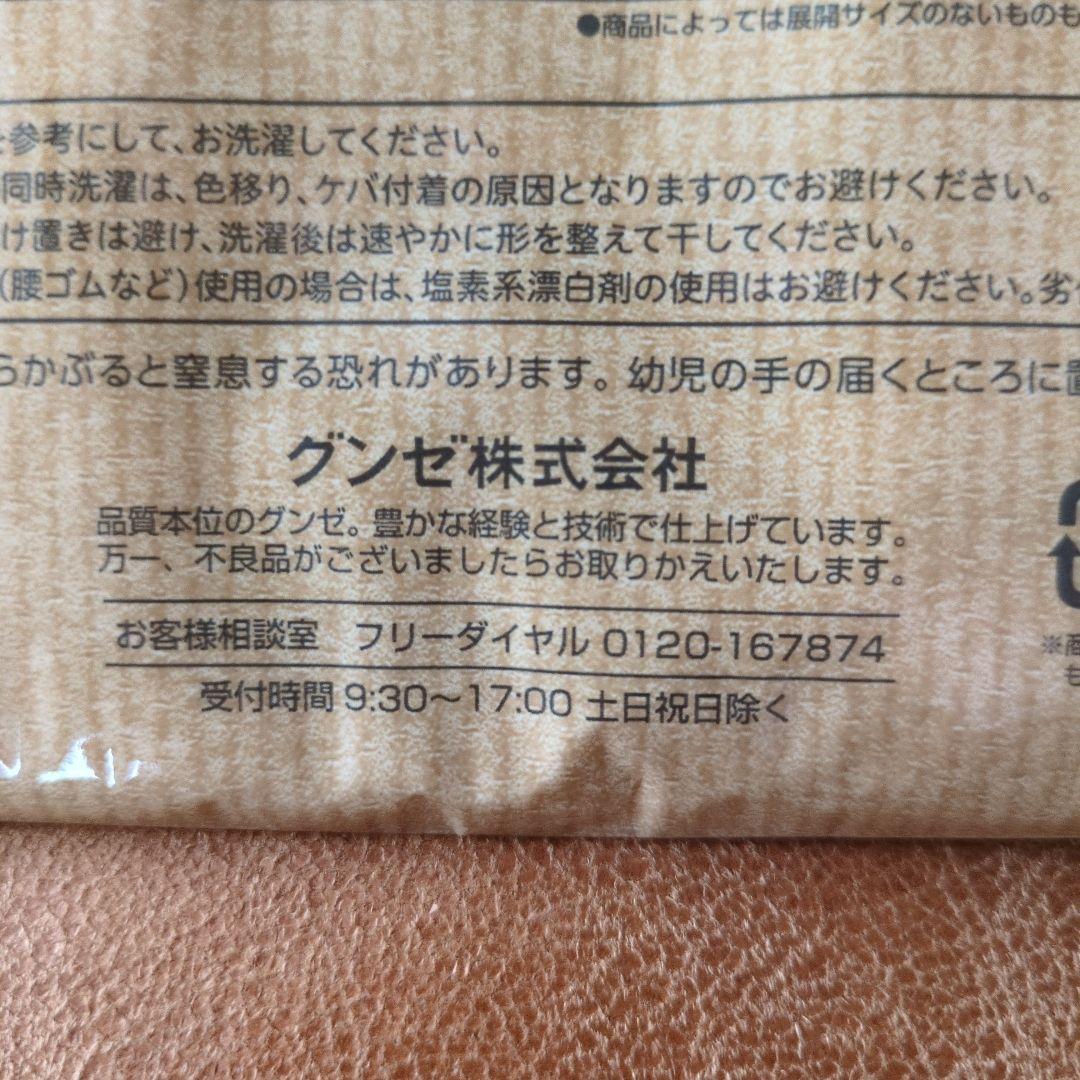 ●商品によっては展開サイズのないものも
を参考にして、お洗濯してください。
同時洗濯は、色移り、ケバ付着の原因となりますのでお避けください。
け置きは避け、洗濯後は速やかに形を整えて干してください。
(腰ゴムなど)使用の場合は、塩素系漂白剤の使用はお避けください。劣
らかぶると窒息する恐れがあります。幼児の手の届くところに置
グンゼ株式会社
品質本位のグンゼ。豊かな経験と技術で仕上げています。
万一、不良品がございましたらお取りかえいたします。
お客様相談室 フリーダイヤル 0120-167874
受付時間 9:30〜17:00 土日祝日除く
※商
も